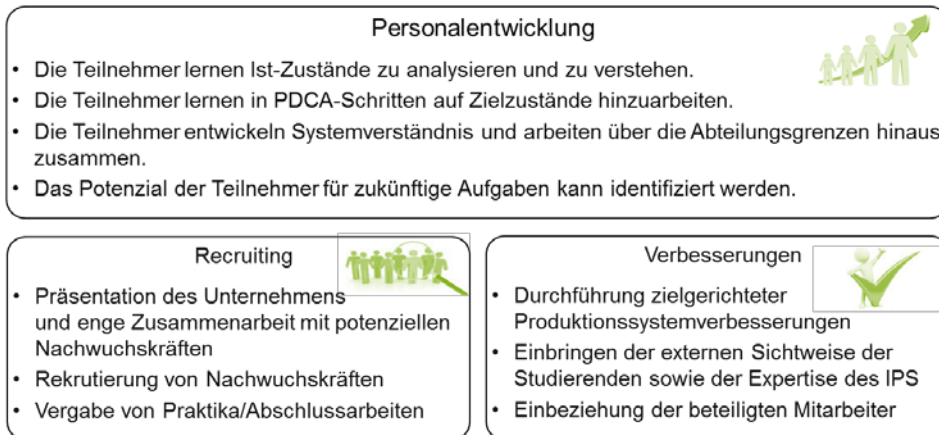 Personalentwicklung
• Die Teilnehmer lernen Ist-Zustände zu analysieren und zu verstehen.
• Die Teilnehmer lernen in PDCA-Schritten auf Zielzustände hinzuarbeiten.
• Die Teilnehmer entwickeln Systemverständnis und arbeiten über die Abteilungsgrenzen hinaus
zusammen.
• Das Potenzial der Teilnehmer für zukünftige Aufgaben kann identifiziert werden.
Recruiting
• Präsentation des Unternehmens
und enge Zusammenarbeit mit potenziellen
Nachwuchskräften
• Rekrutierung von Nachwuchskräften
• Vergabe von Praktika/Abschlussarbeiten
Verbesserungen
• Durchführung zielgerichteter
Produktionssystemverbesserungen
• Einbringen der externen Sichtweise der
Studierenden sowie der Expertise des IPS
• Einbeziehung der beteiligten Mitarbeiter